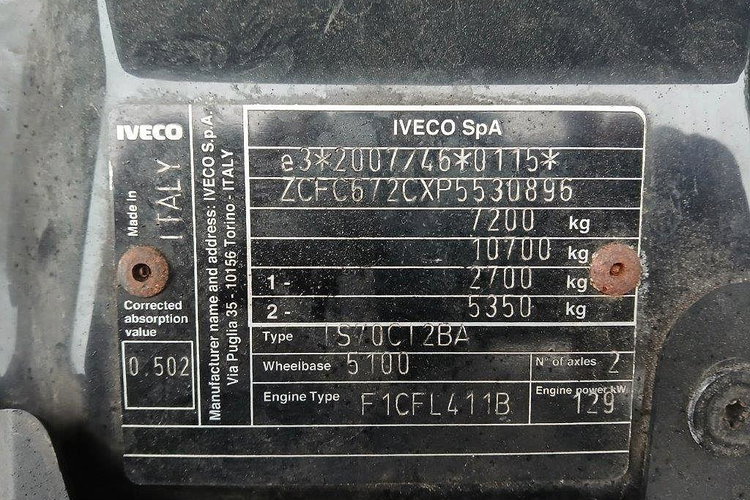 IVECO
Made in
ITALY
Corrected
absorption
value
0.502
Manufacturer name and address: IVECO S.p.A.
Via Puglia 35 - 10156 Torino - ITALY
IVECO SpA
e3*2007/46*0115*
ZCFC672CXP5530896
7200 kg
10700 kg
1 - 2700 kg
2 - 5350 kg
Type IS70CI2BA
Wheelbase 5100 N° of axles 2
Engine Type F1CFL411B Engine power kW 129